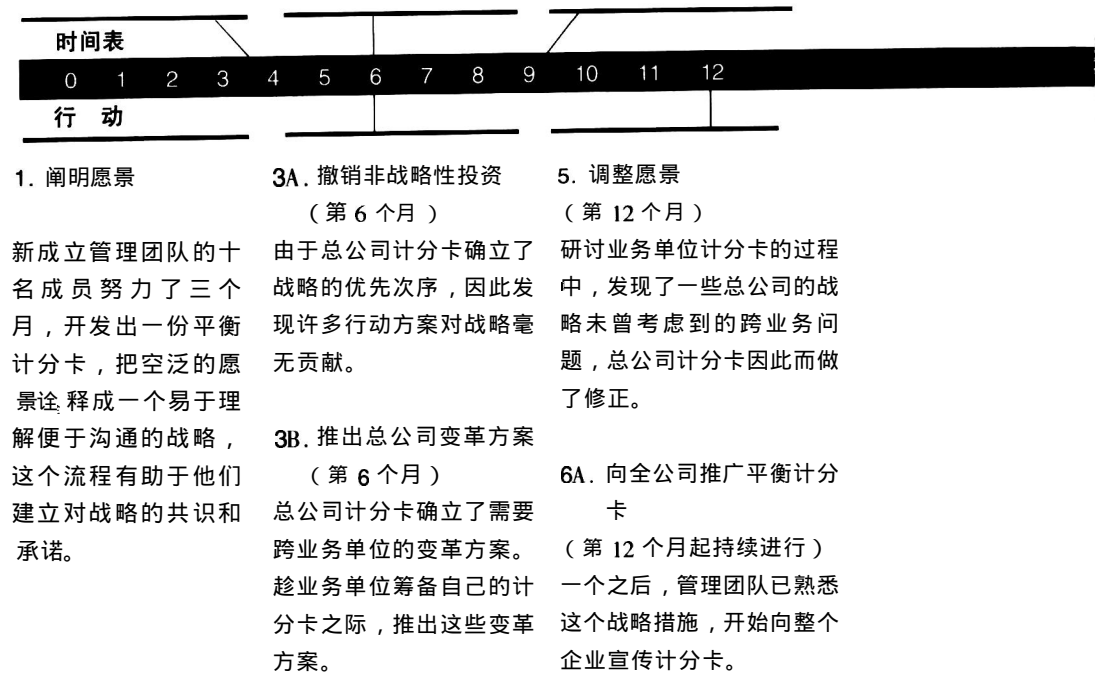 时间表
0 1 2 3 4 5 6 7 8 9 10 11 12
行 动
1. 阐明愿景
新成立管理团队的十
名成员努力了三个
月，开发出一份平衡
计分卡，把空泛的愿
景诠释成一个易于理
解便于沟通的战略，
这个流程有助于他们
建立对战略的共识和
承诺。
3A. 撤销非战略性投资
（第 6 个月）
由于总公司计分卡确立了
战略的优先次序，因此发
现许多行动方案对战略毫
无贡献。
3B. 推出总公司变革方案
（第 6 个月）
总公司计分卡确立了需要
跨业务单位的变革方案。
趁业务单位筹备自己的计
分卡之际，推出这些变革
方案。
5. 调整愿景
（第 12 个月）
研讨业务单位计分卡的过程
中，发现了一些总公司的战
略未曾考虑到的跨业务问
题，总公司计分卡因此而做
了修正。
6A. 向全公司推广平衡计分
卡
（第 12 个月起持续进行）
一个之后，管理团队已熟悉
这个战略措施，开始向整个
企业宣传计分卡。